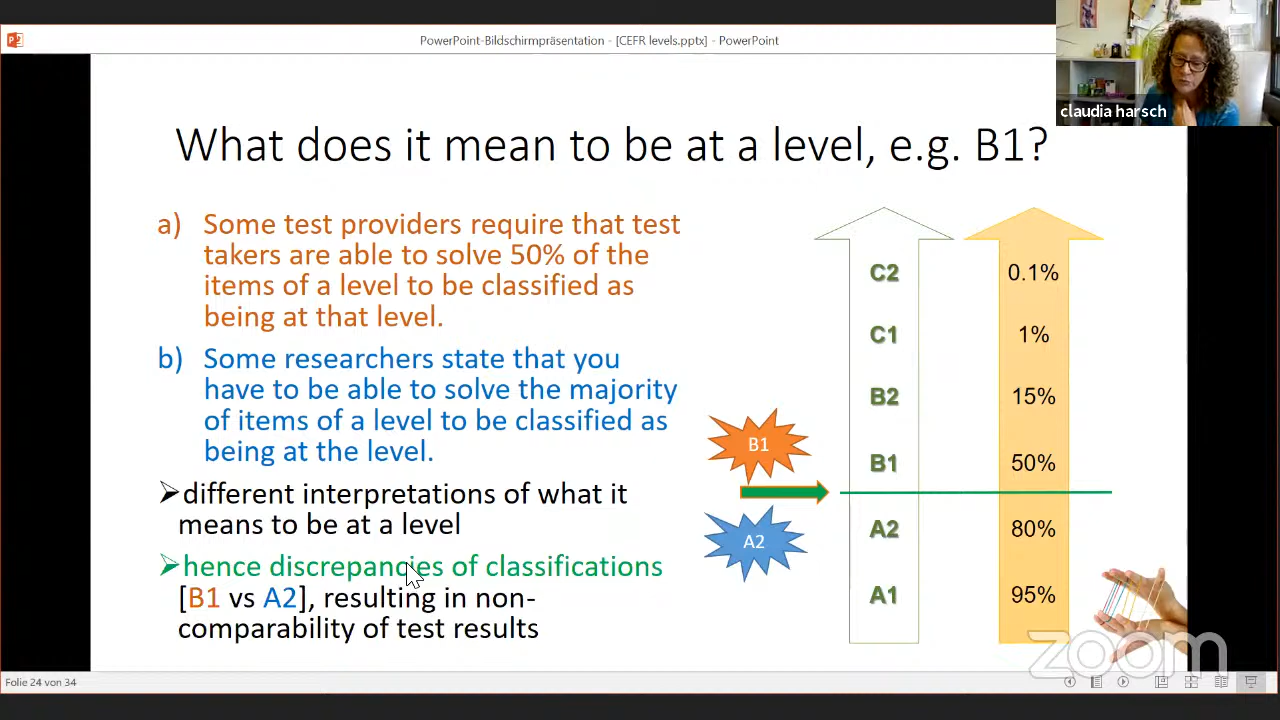 PowerPoint-Bildschirmpräsentation - [CEFR levels.pptx] - PowerPoint
claudia harsch
What does it mean to be at a level, e.g. B1?
a) Some test providers require that test
takers are able to solve 50% of the
items of a level to be classified as
being at that level.
b) Some researchers state that you
have to be able to solve the majority
of items of a level to be classified as
being at the level.
➢different interpretations of what it
means to be at a level
➢hence discrepancies of classifications
[B1 vs A2], resulting in non-
comparability of test results
B1
A2
C2 0.1%
C1 1%
B2 15%
B1 50%
A2 80%
A1 95%
zoom
Folie 24 von 34